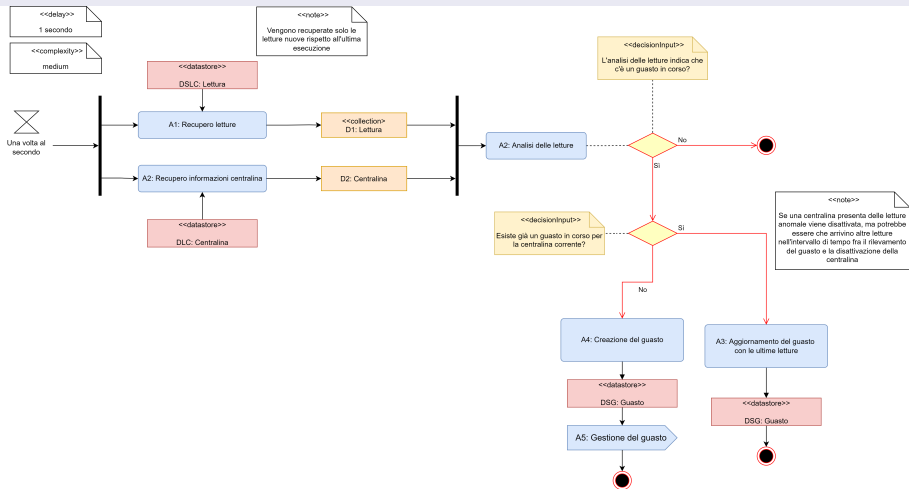 <<delay>>
1 secondo
<<complexity>>
medium
<<note>>
Vengono recuperate solo le
letture nuove rispetto all'ultima
esecuzione
<<decisionInput>>
L'analisi delle letture indica che
c'è un guasto in corso?
<<datastore>>
DSLC: Lettura
Una volta al
secondo
A1: Recupero letture
<<collection>
D1: Lettura
A2: Analisi delle letture
No
Sì
A2: Recupero informazioni centralina
D2: Centralina
<<datastore>>
DLC: Centralina
<<decisionInput>>
Esiste già un guasto in corso per
la centralina corrente?
Sì
No
<<note>>
Se una centralina presenta delle letture
anomale viene disattivata, ma potrebbe
essere che arrivino altre letture
nell'intervallo di tempo fra il rilevamento
del guasto e la disattivazione della
centralina
A4: Creazione del guasto
A3: Aggiornamento del guasto
con le ultime letture
<<datastore>>
DSG: Guasto
<<datastore>>
DSG: Guasto
A5: Gestione del guasto